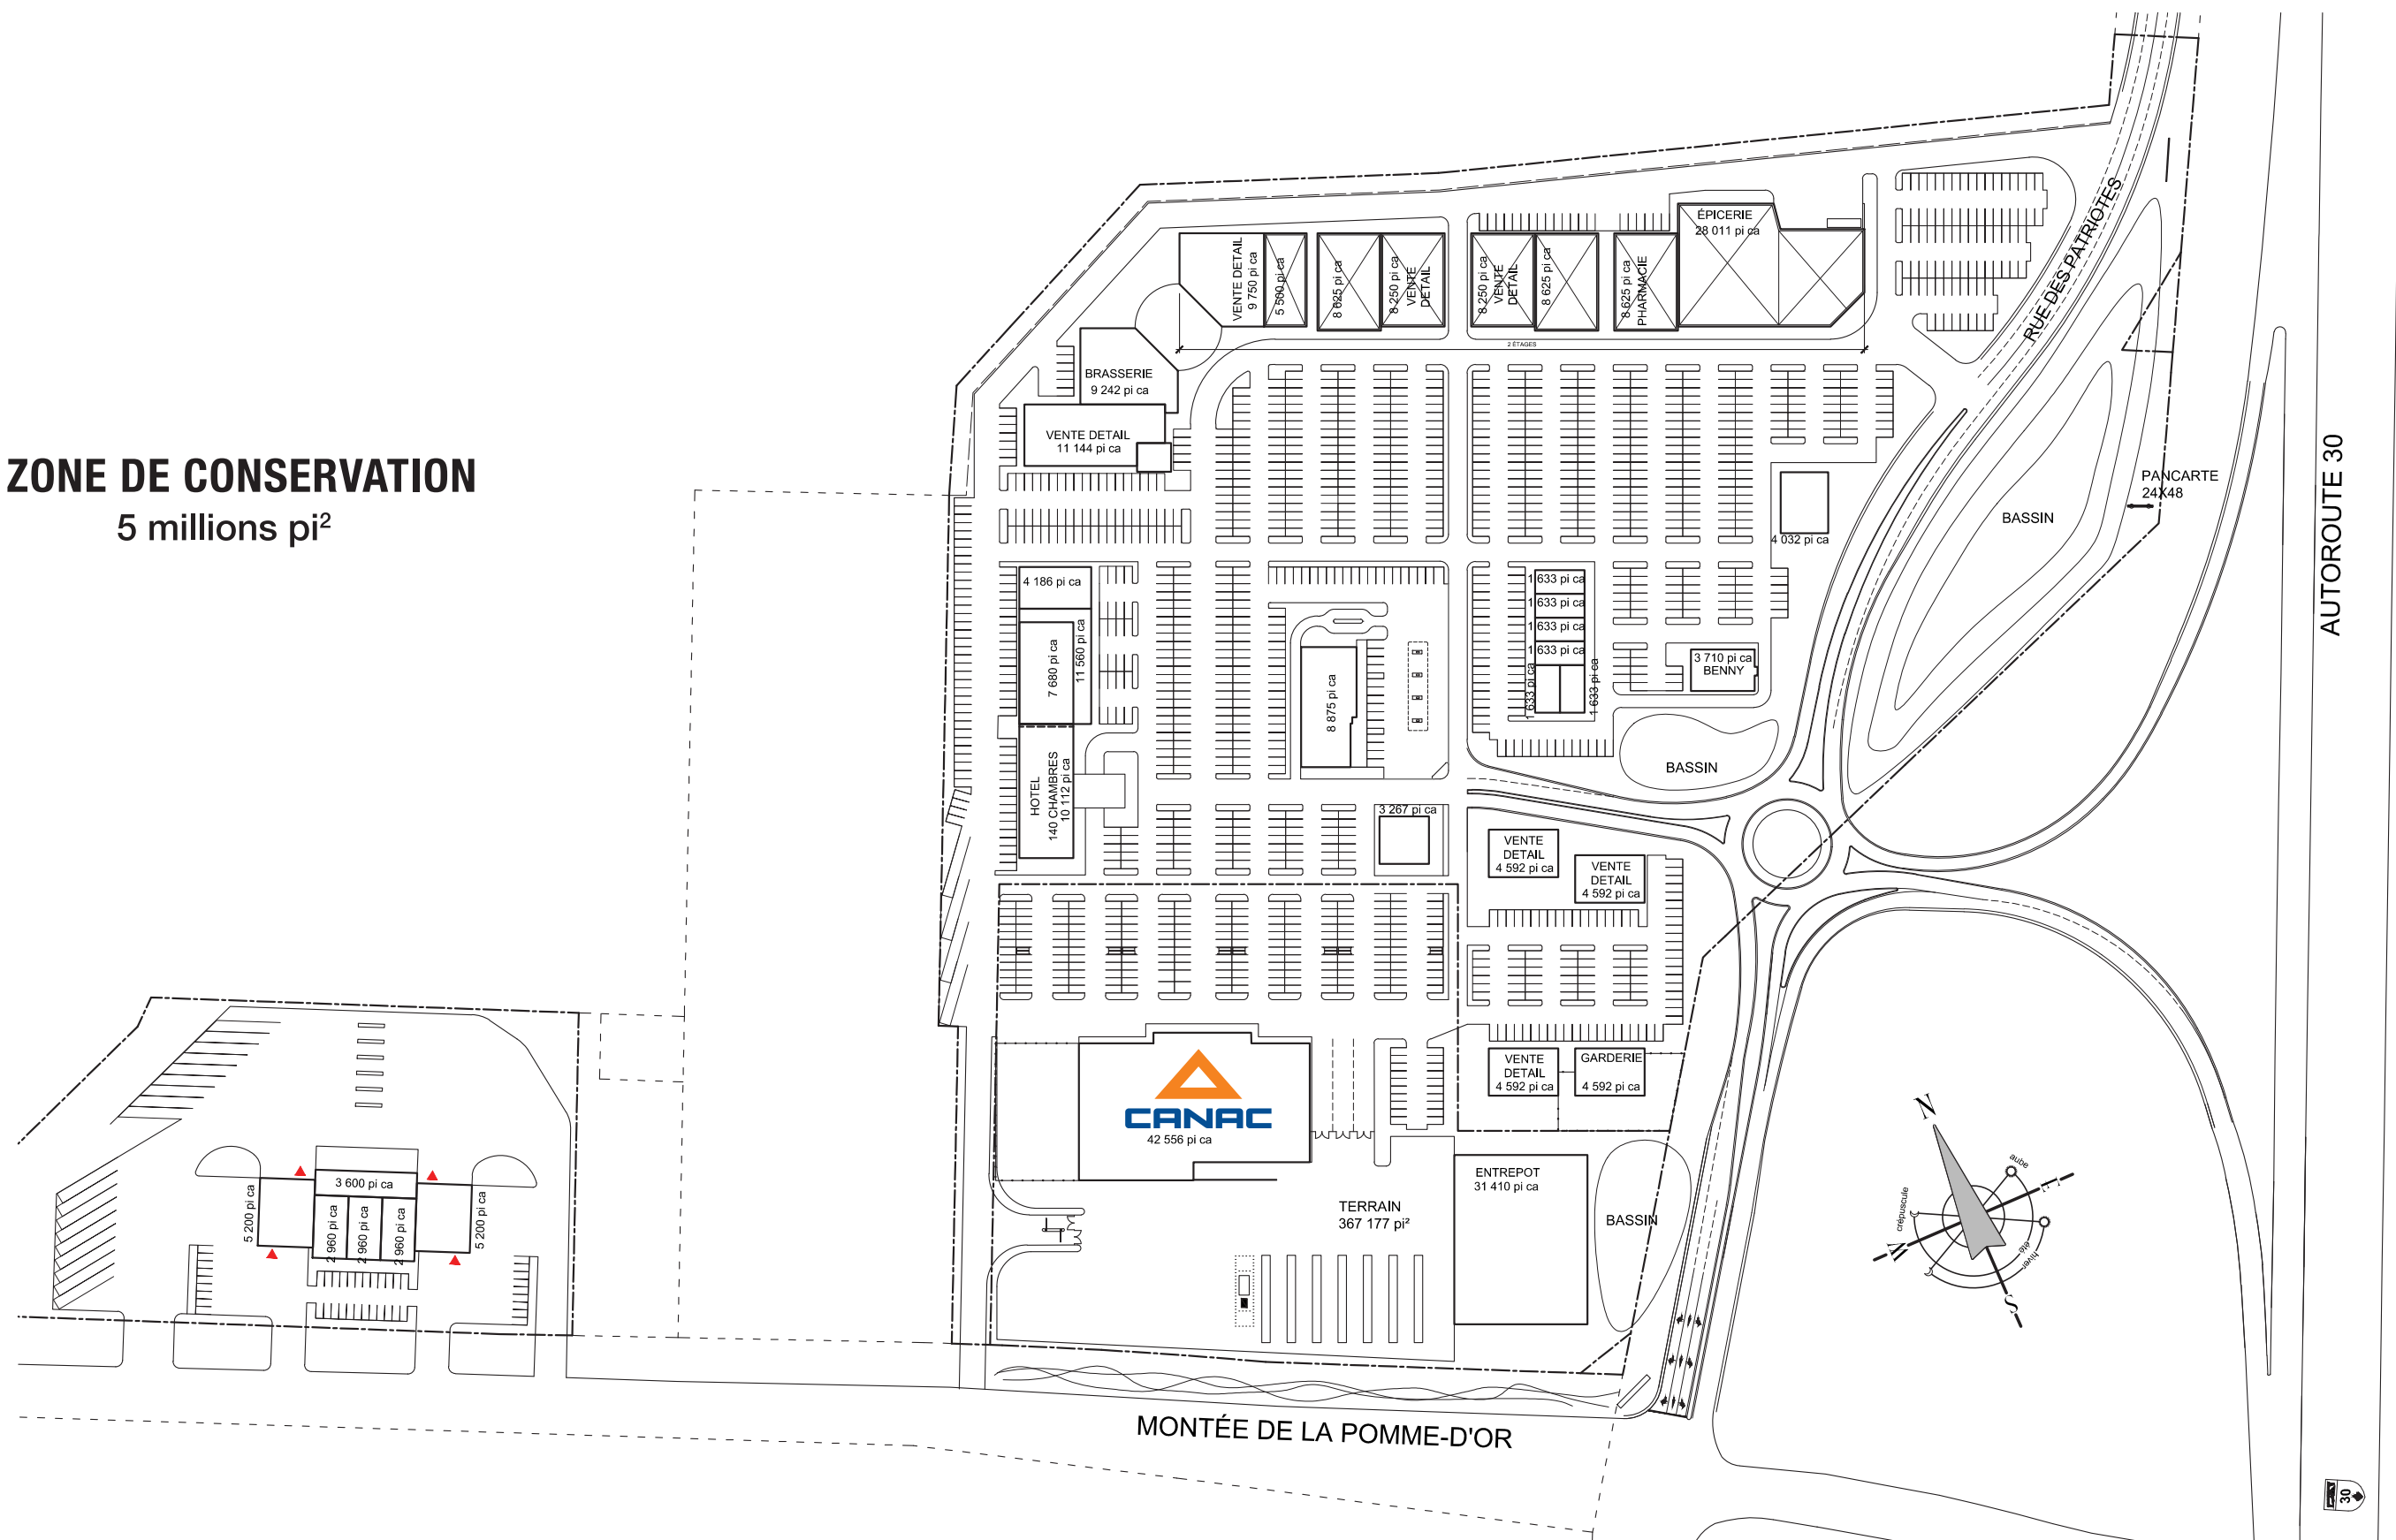 ZONE DE CONSERVATION
5 millions pi²
VENTE DETAIL
9 750 pi ca
5 500 pi ca
8 625 pi ca
8 250 pi ca
VENTE
DETAIL
8 250 pi ca
VENTE
DETAIL
8 625 pi ca
8 625 pi ca
PHARMACIE
ÉPICERIE
28 011 pi ca
2 ÉTAGES
RUE DES PATRIOTES
BRASSERIE
9 242 pi ca
VENTE DETAIL
11 144 pi ca
4 032 pi ca
BASSIN
PANCARTE
24X48
AUTOROUTE 30
4 186 pi ca
7 680 pi ca
11 560 pi ca
HOTEL
140 CHAMBRES
10 112 pi ca
8 875 pi ca
1 633 pi ca
1 633 pi ca
1 633 pi ca
1 633 pi ca
1 633 pi ca
1 633 pi ca
3 710 pi ca
BENNY
BASSIN
3 267 pi ca
VENTE
DETAIL
4 592 pi ca
VENTE
DETAIL
4 592 pi ca
VENTE
DETAIL
4 592 pi ca
GARDERIE
4 592 pi ca
CANAC
42 556 pi ca
ENTREPOT
31 410 pi ca
TERRAIN
367 177 pi²
BASSIN
5 200 pi ca
3 600 pi ca
2 960 pi ca
2 960 pi ca
2 960 pi ca
5 200 pi ca
N
aube
crépuscule
été
hiver
S
MONTÉE DE LA POMME-D'OR
30